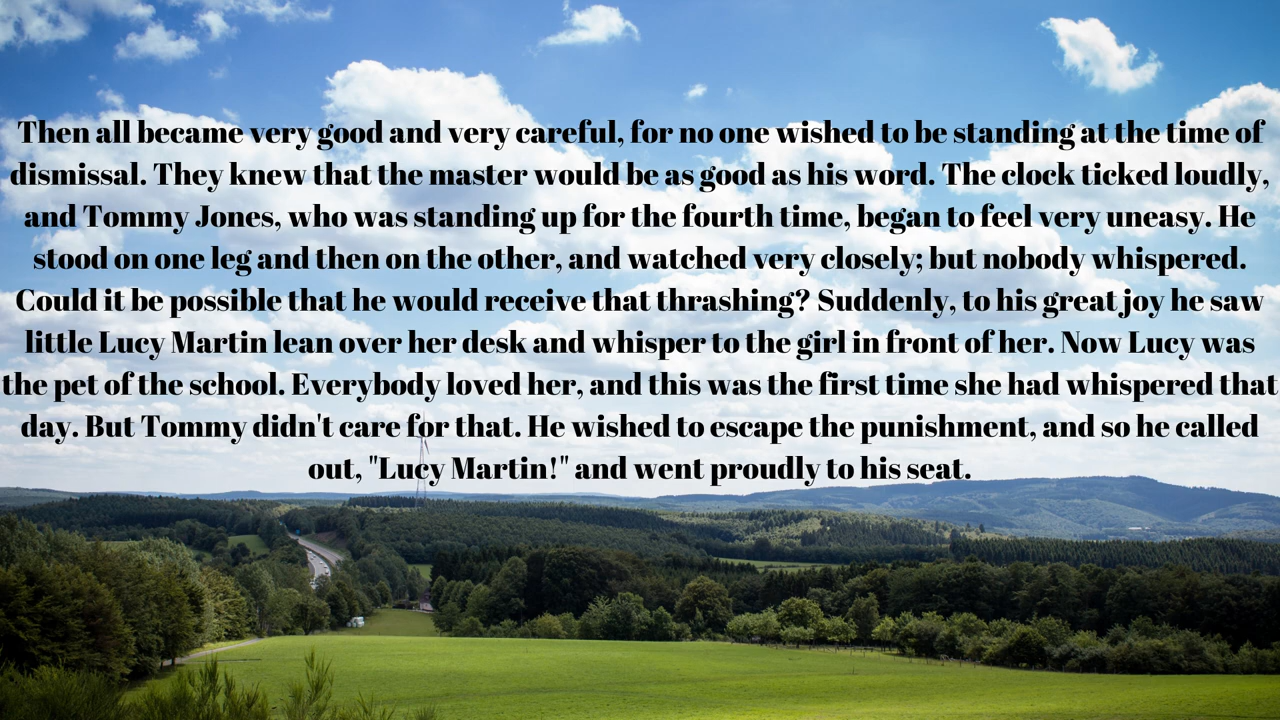 Then all became very good and very careful, for no one wished to be standing at the time of
dismissal. They knew that the master would be as good as his word. The clock ticked loudly,
and Tommy Jones, who was standing up for the fourth time, began to feel very uneasy. He
stood on one leg and then on the other, and watched very closely; but nobody whispered.
Could it be possible that he would receive that thrashing? Suddenly, to his great joy he saw
little Lucy Martin lean over her desk and whisper to the girl in front of her. Now Lucy was
the pet of the school. Everybody loved her, and this was the first time she had whispered that
day. But Tommy didn't care for that. He wished to escape the punishment, and so he called
out, "Lucy Martin!" and went proudly to his seat.